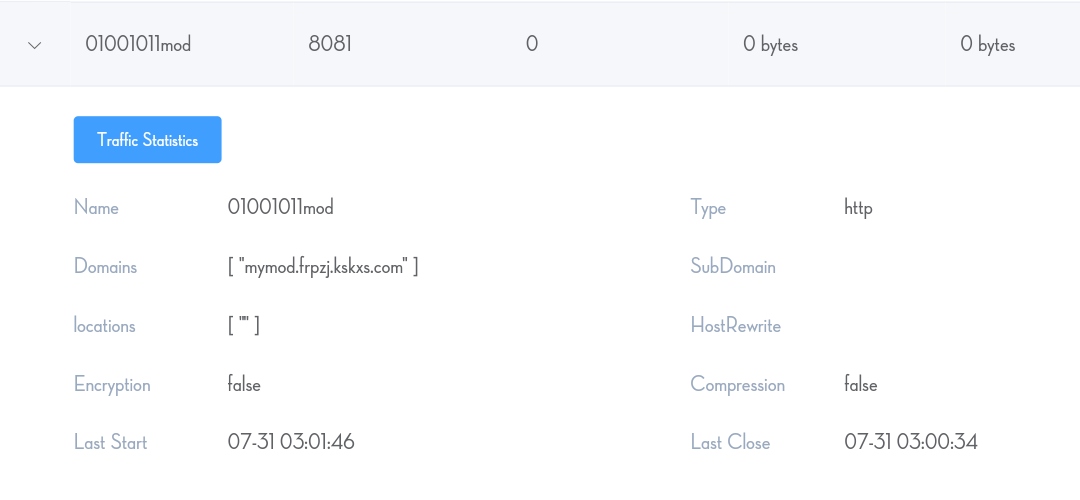 01001011mod 8081 0 0 bytes 0 bytes
Traffic Statistics
Name 01001011mod Type http
Domains [ "mymod.frpzj.kskxs.com" ] SubDomain
locations [ "" ] HostRewrite
Encryption false Compression false
Last Start 07-31 03:01:46 Last Close 07-31 03:00:34